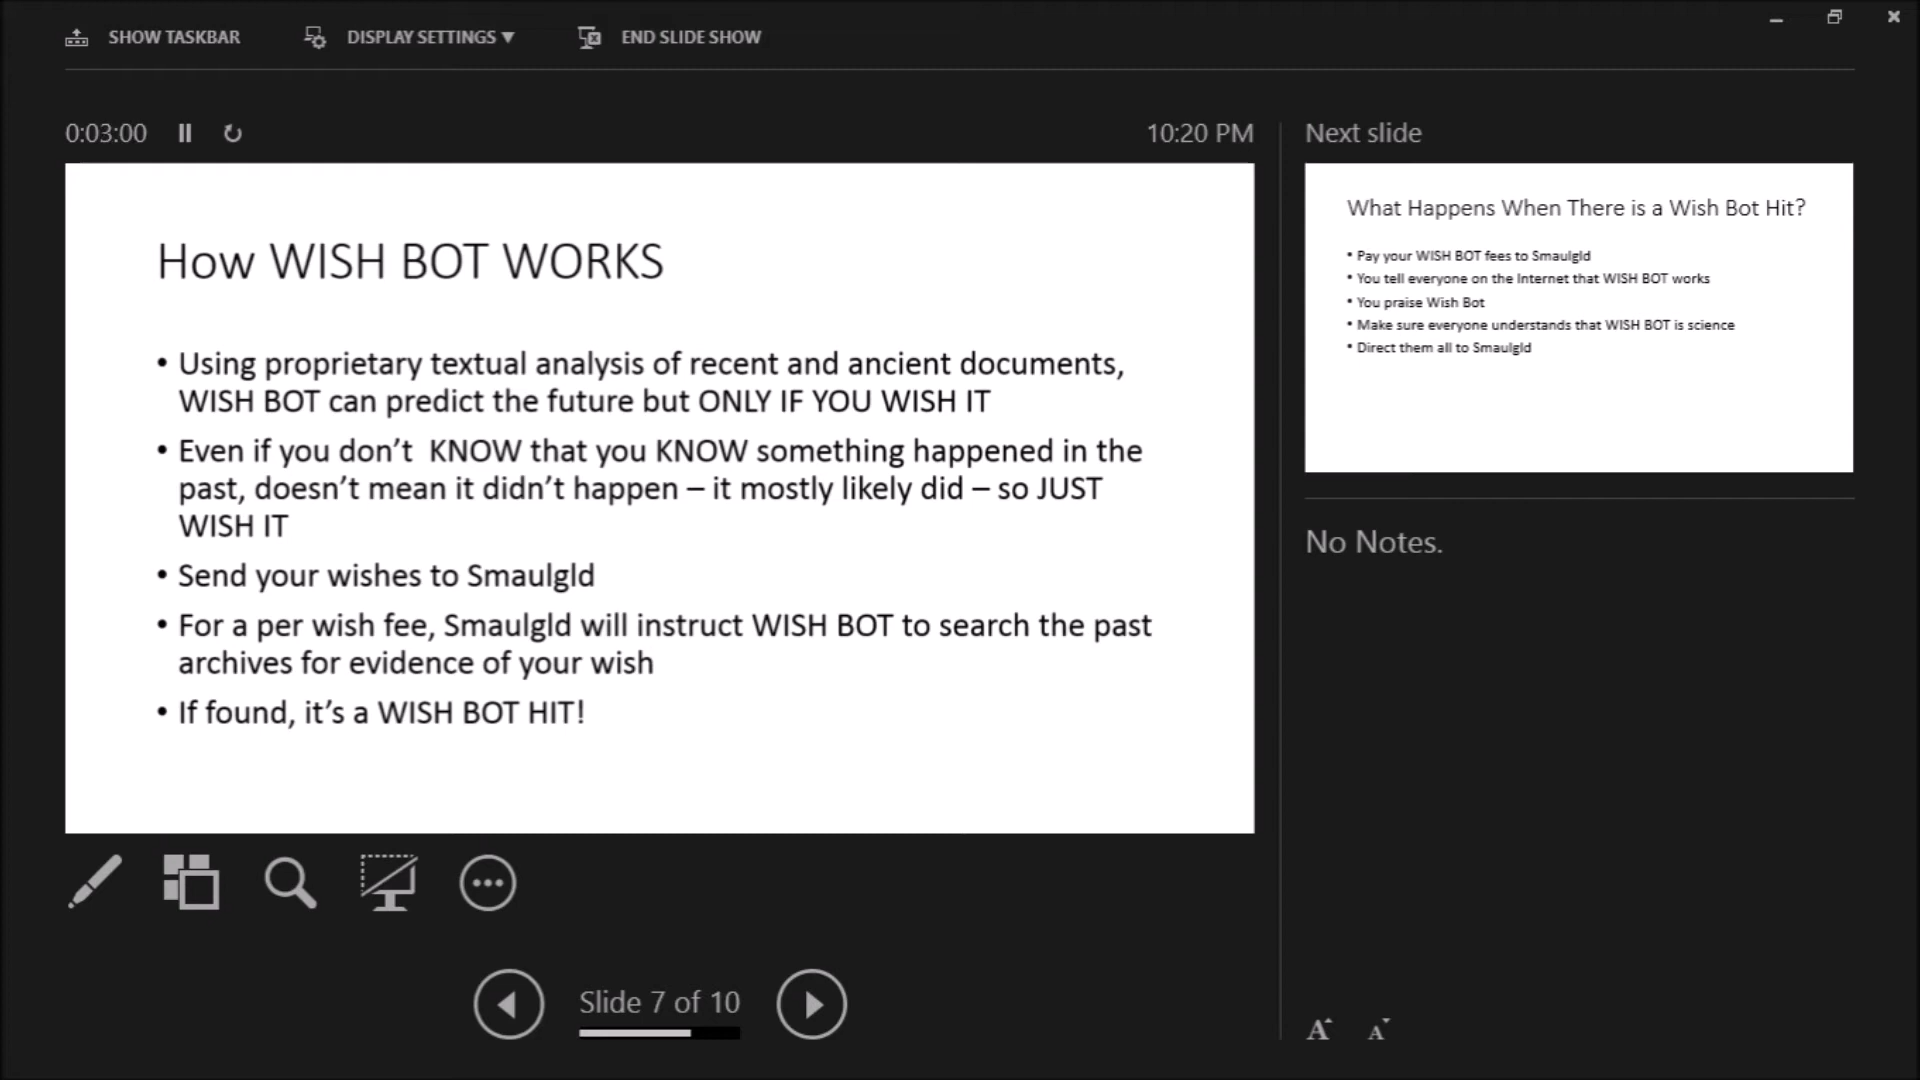 SHOW TASKBAR
DISPLAY SETTINGS
END SLIDE SHOW
0:03:00
10:20 PM
How WISH BOT WORKS
• Using proprietary textual analysis of recent and ancient documents,
WISH BOT can predict the future but ONLY IF YOU WISH IT
• Even if you don’t  KNOW that you KNOW something happened in the
past, doesn’t mean it didn’t happen – it mostly likely did – so JUST
WISH IT
• Send your wishes to Smaulgld
• For a per wish fee, Smaulgld will instruct WISH BOT to search the past
archives for evidence of your wish
• If found, it’s a WISH BOT HIT!
Slide 7 of 10
Next slide
What Happens When There is a Wish Bot Hit?
• Pay your WISH BOT fees to Smaulgld
• You tell everyone on the Internet that WISH BOT works
• You praise Wish Bot
• Make sure everyone understands that WISH BOT is science
• Direct them all to Smaulgld
No Notes.
A A